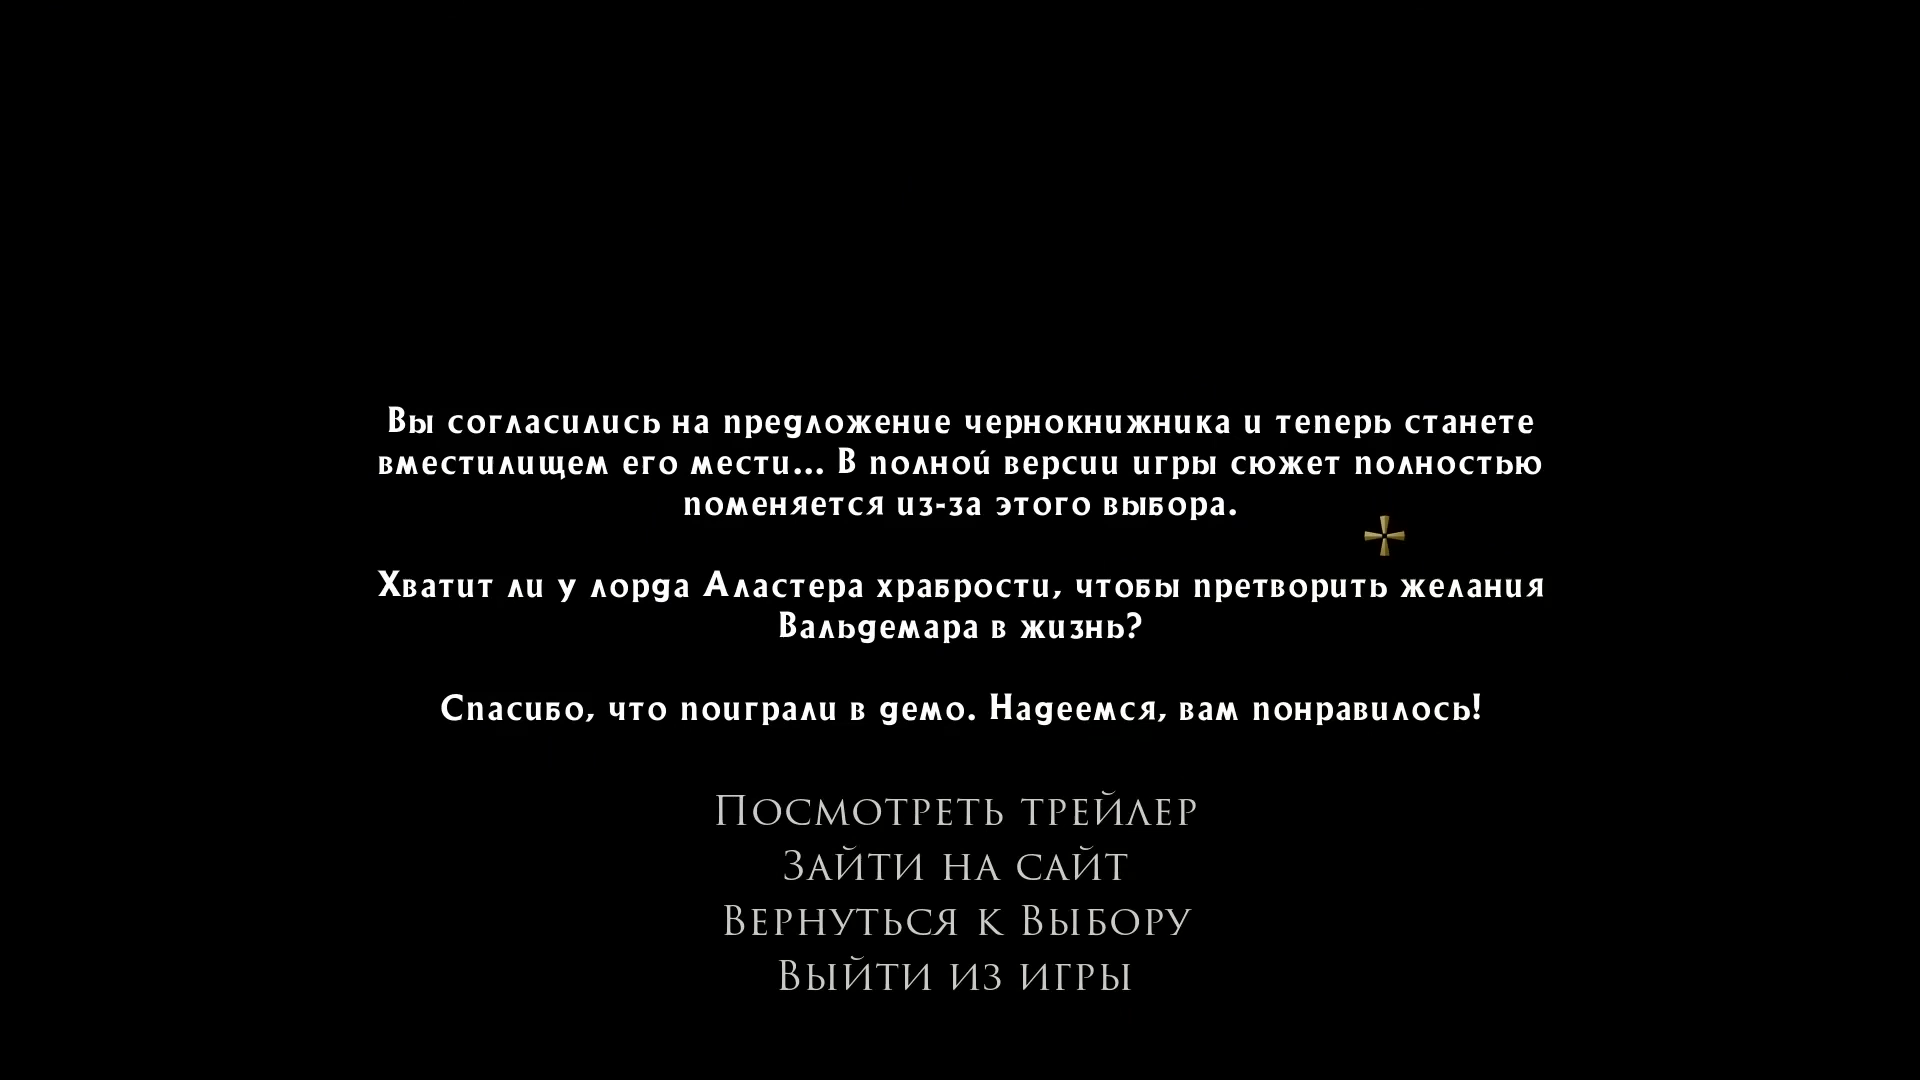 Вы согласились на предложение чернокнижника и теперь станете
вместилищем его мести... В полной версии игры сюжет полностью
поменяется из-за этого выбора.
Хватит ли у лорда Аластера храбрости, чтобы претворить желания
Вальдемара в жизнь?
Спасибо, что поиграли в демо. Надеемся, вам понравилось!
Посмотреть трейлер
Зайти на сайт
Вернуться к Выбору
Выйти из игры